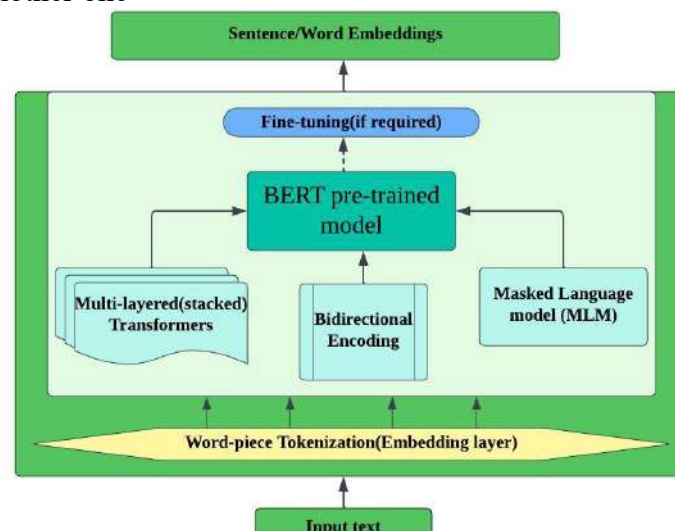 Sentence/Word Embeddings
Fine-tuning(if required)
BERT pre-trained
model
Multi-layered(stacked)
Transformers
Bidirectional
Encoding
Masked Language
model (MLM)
Word-piece Tokenization(Embedding layer)
Input text